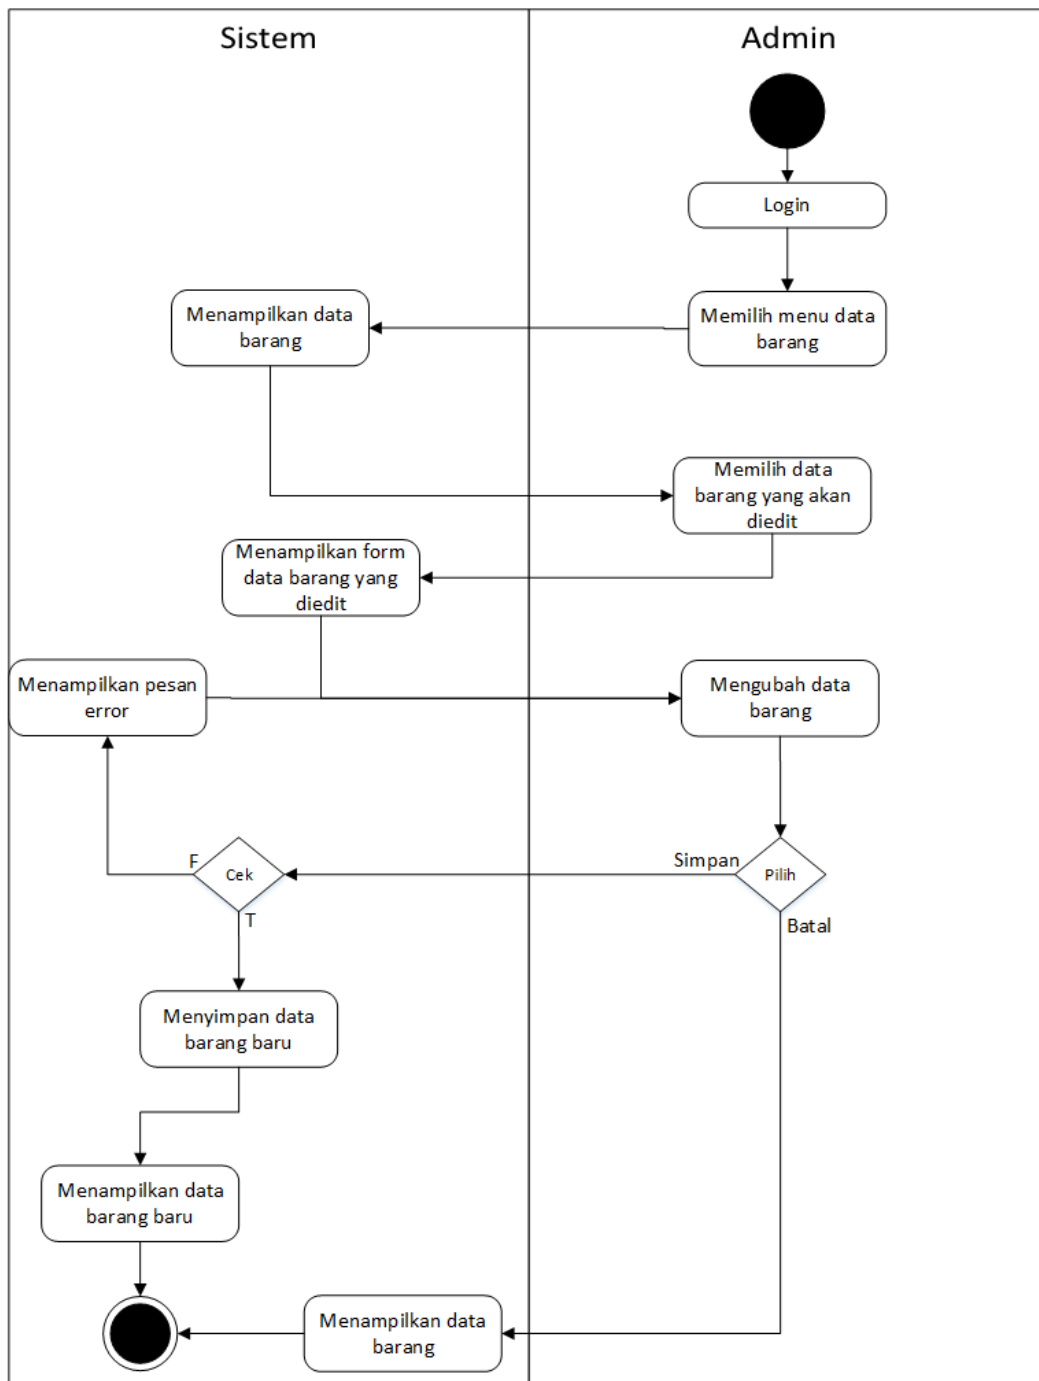 Sistem
Admin
Login
Menampilkan data
barang
Memilih menu data
barang
Memilih data
barang yang akan
diedit
Menampilkan form
data barang yang
diedit
Menampilkan pesan
error
Mengubah data
barang
F
Cek
Simpan
Pilih
T
Batal
Menyimpan data
barang baru
Menampilkan data
barang baru
Menampilkan data
barang